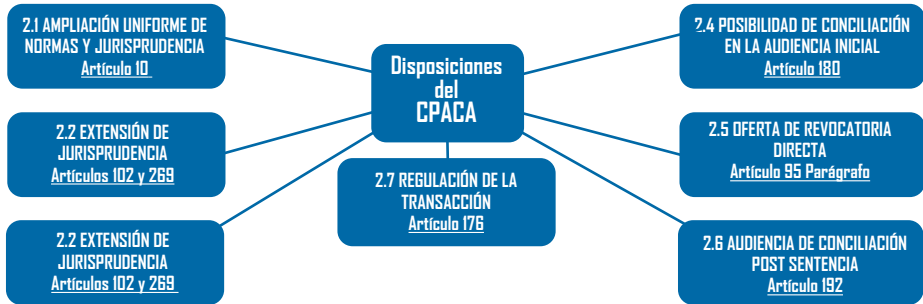 2.1 AMPLIACIÓN UNIFORME DE
NORMAS Y JURISPRUDENCIA
Artículo 10
2.2 EXTENSIÓN DE
JURISPRUDENCIA
Artículos 102 y 269
2.2 EXTENSIÓN DE
JURISPRUDENCIA
Artículos 102 y 269
Disposiciones
del
CPACA
2.7 REGULACIÓN DE LA
TRANSACCIÓN
Artículo 176
2.4 POSIBILIDAD DE CONCILIACIÓN
EN LA AUDIENCIA INICIAL
Artículo 180
2.5 OFERTA DE REVOCATORIA
DIRECTA
Artículo 95 Parágrafo
2.6 AUDIENCIA DE CONCILIACIÓN
POST SENTENCIA
Artículo 192